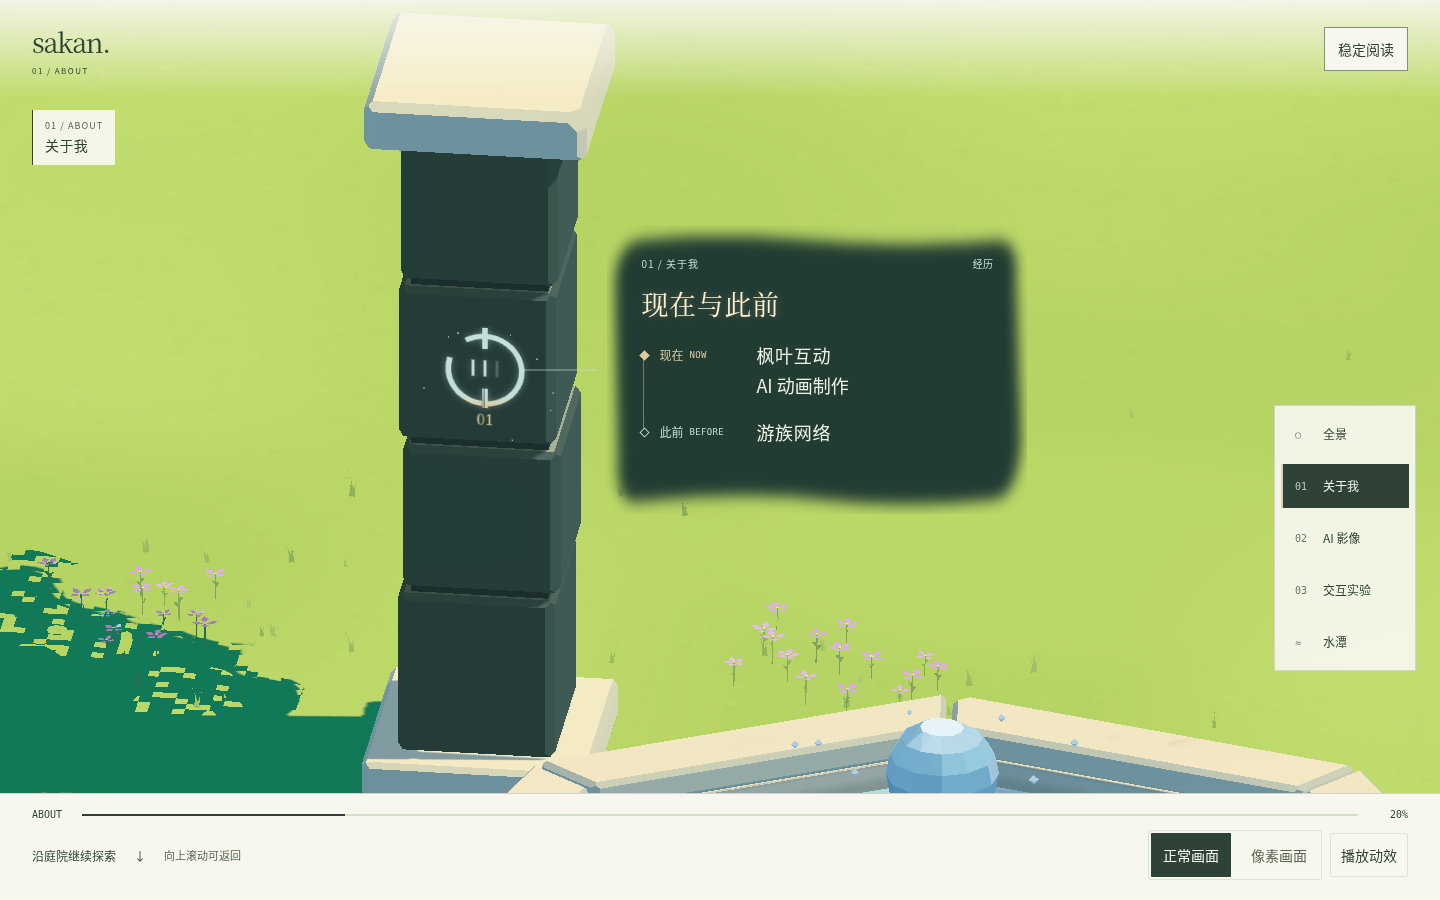 sakan.
01 / ABOUT
稳定阅读
01 / ABOUT
关于我
01 / 关于我
经历
现在与此前
现在 NOW
枫叶互动
AI 动画制作
此前 BEFORE
游族网络
01
全景
01 关于我
02 AI 影像
03 交互实验
≈ 水潭
ABOUT
20%
沿庭院继续探索 ↓ 向上滚动可返回
正常画面
像素画面
播放动效